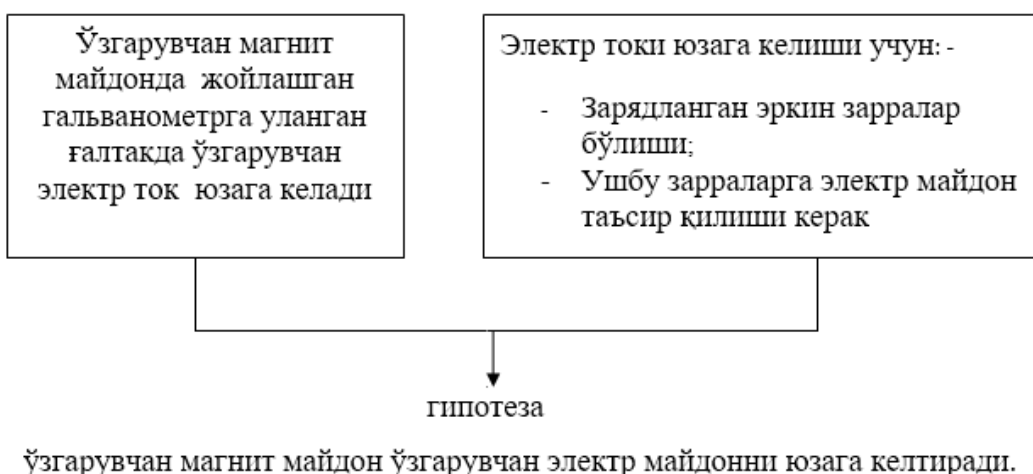 Ўзгарувчан магнит
майдонда жойлашган
гальванометрга уланган
ғалтакда ўзгарувчан
электр ток юзага келади
Электр токи юзага келиши учун: -
- Зарядланган эркин зарралар
бўлиши;
- Ушбу зарраларга электр майдон
таъсир қилиши керак
гипотеза
ўзгарувчан магнит майдон ўзгарувчан электр майдонни юзага келтиради.